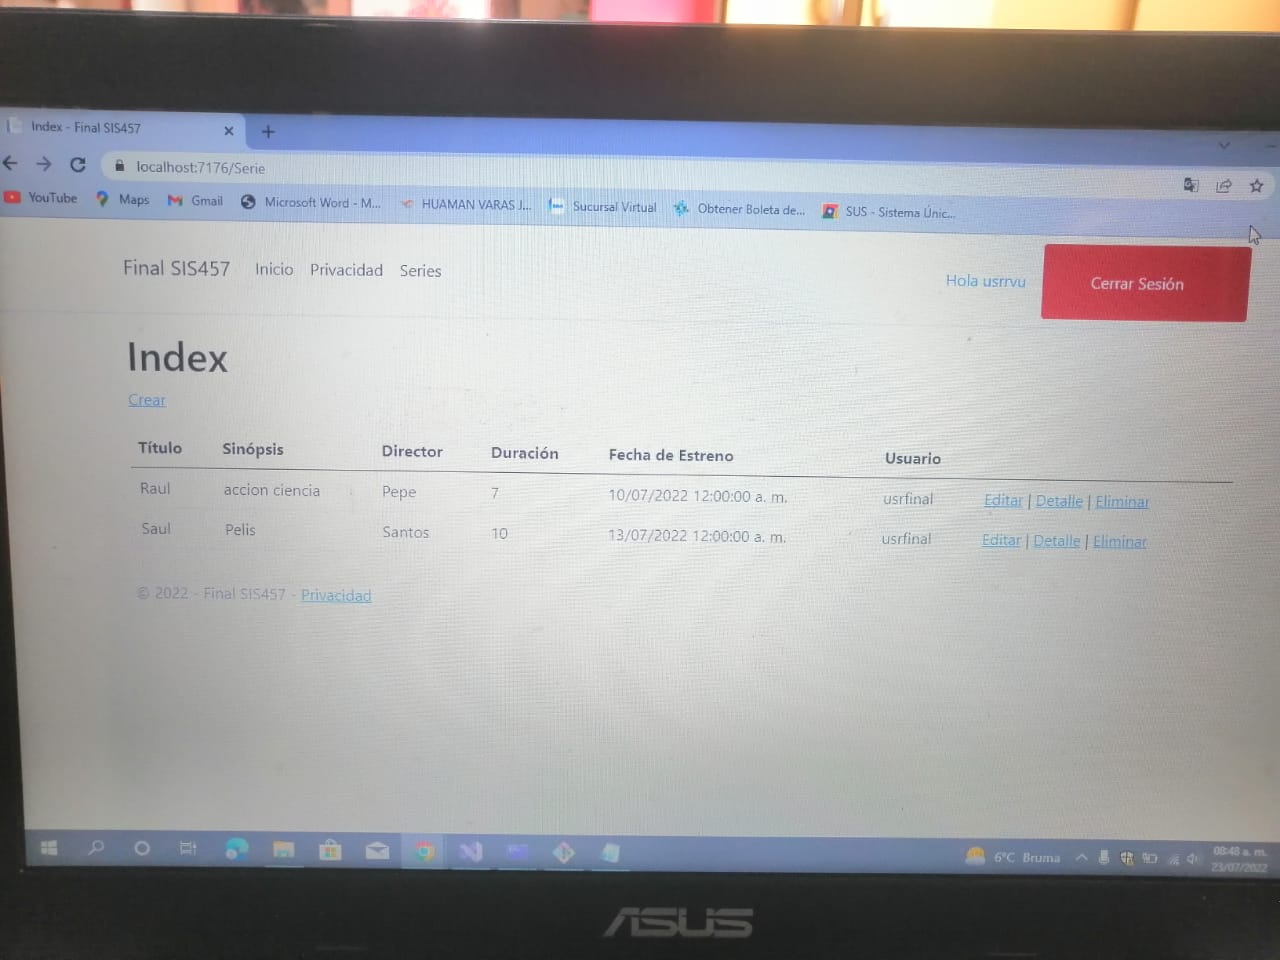 Index - Final SIS457
localhost:7176/Serie
YouTube Maps Gmail Microsoft Word - M... HUAMAN VARAS J... Sucursal Virtual Obtener Boleta de... SUS - Sistema Únic...
Final SIS457 Inicio Privacidad Series Hola usrrvu Cerrar Sesión
Index
Crear
Título Sinópsis Director Duración Fecha de Estreno Usuario
Raul accion ciencia Pepe 7 10/07/2022 12:00:00 a. m. usrfinal Editar | Detalle | Eliminar
Saul Pelis Santos 10 13/07/2022 12:00:00 a. m. usrfinal Editar | Detalle | Eliminar
© 2022 - Final SIS457 - Privacidad
6°C Bruma 08:48 a. m.
23/07/2022
ASUS